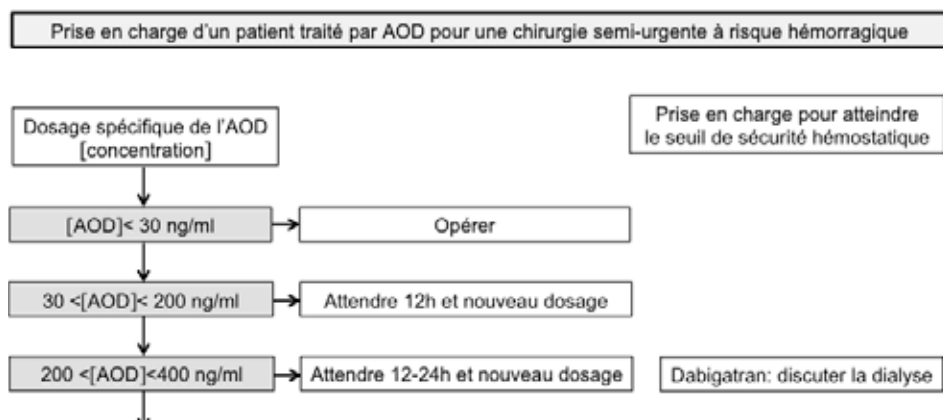 Prise en charge d'un patient traité par AOD pour une chirurgie semi-urgente à risque hémorragique
Dosage spécifique de l'AOD
[concentration]
Prise en charge pour atteindre
le seuil de sécurité hémostatique
[AOD]< 30 ng/ml
Opérer
30 <[AOD]< 200 ng/ml
Attendre 12h et nouveau dosage
200 <[AOD]<400 ng/ml
Attendre 12-24h et nouveau dosage
Dabigatran: discuter la dialyse